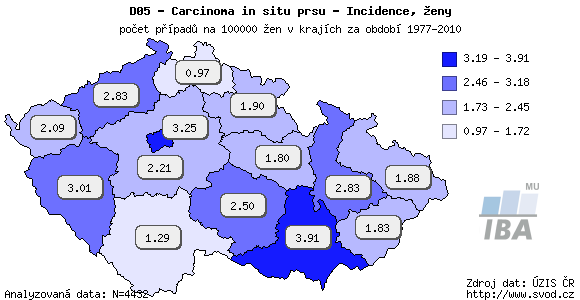 D05 - Carcinoma in situ prsu - Incidence, ženy
počet případů na 100000 žen v krajích za období 1977-2010
3.19 - 3.91
2.46 - 3.18
1.73 - 2.45
0.97 - 1.72
0.97
2.83
1.90
2.09
3.25
1.80
2.21
3.01
2.83
1.88
2.50
1.83
1.29
3.91
MU
IBA
Zdroj dat: ÚZIS ČR
Analyzovaná data: N=4432
http://www.svod.cz